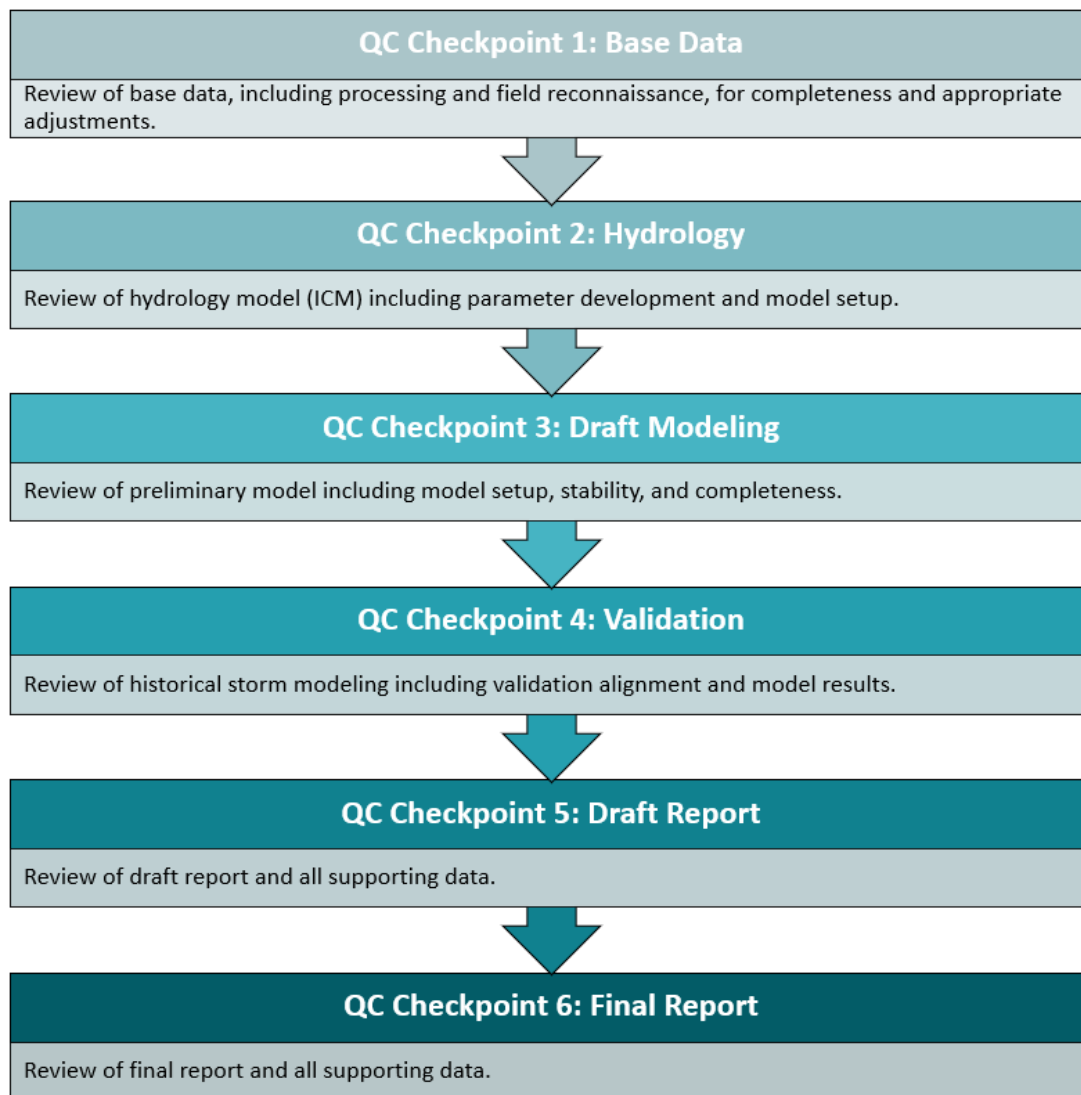 QC Checkpoint 1: Base Data
Review of base data, including processing and field reconnaissance, for completeness and appropriate
adjustments.
QC Checkpoint 2: Hydrology
Review of hydrology model (ICM) including parameter development and model setup.
QC Checkpoint 3: Draft Modeling
Review of preliminary model including model setup, stability, and completeness.
QC Checkpoint 4: Validation
Review of historical storm modeling including validation alignment and model results.
QC Checkpoint 5: Draft Report
Review of draft report and all supporting data.
QC Checkpoint 6: Final Report
Review of final report and all supporting data.